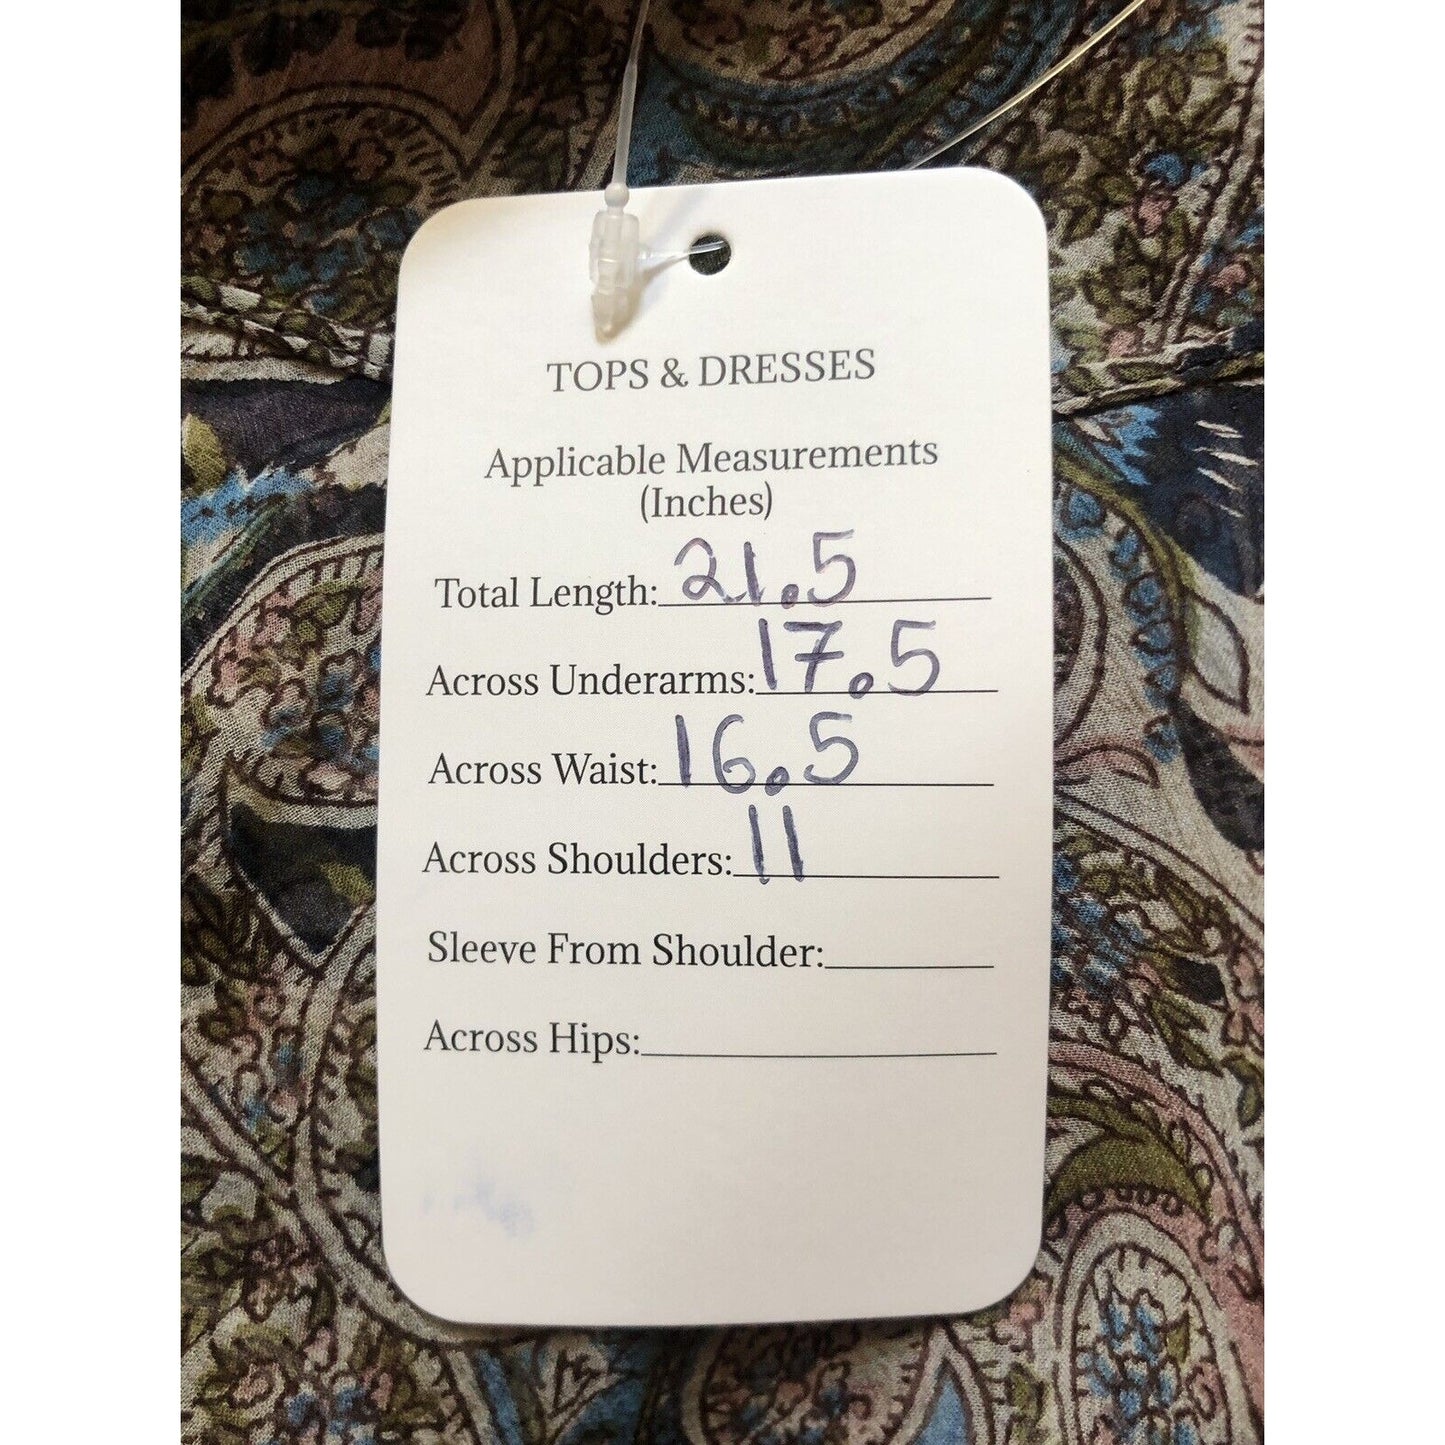 TOPS & DRESSES
Applicable Measurements
(Inches)
Total Length: 21.5
Across Underarms: 17.5
Across Waist: 16.5
Across Shoulders: 11
Sleeve From Shoulder:
Across Hips: